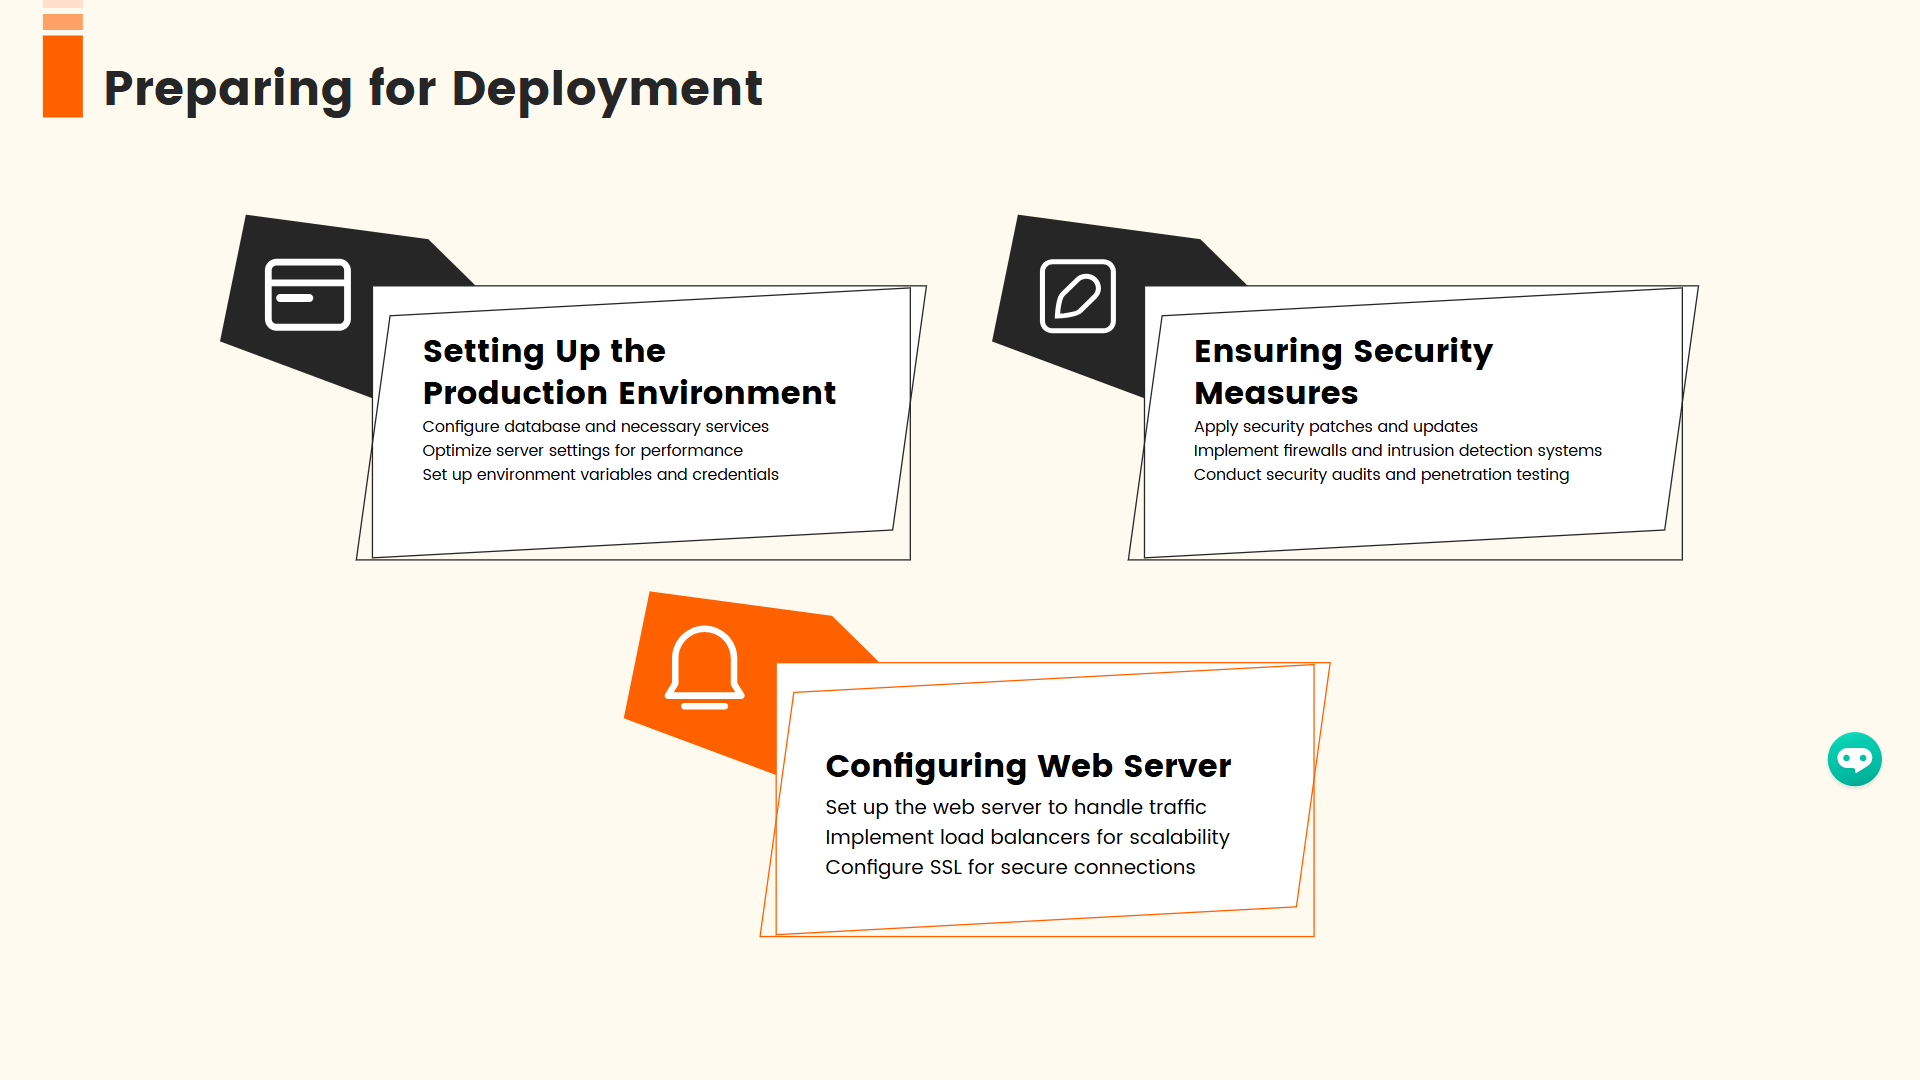 Preparing for Deployment
Setting Up the
Production Environment
Configure database and necessary services
Optimize server settings for performance
Set up environment variables and credentials
Ensuring Security
Measures
Apply security patches and updates
Implement firewalls and intrusion detection systems
Conduct security audits and penetration testing
Configuring Web Server
Set up the web server to handle traffic
Implement load balancers for scalability
Configure SSL for secure connections